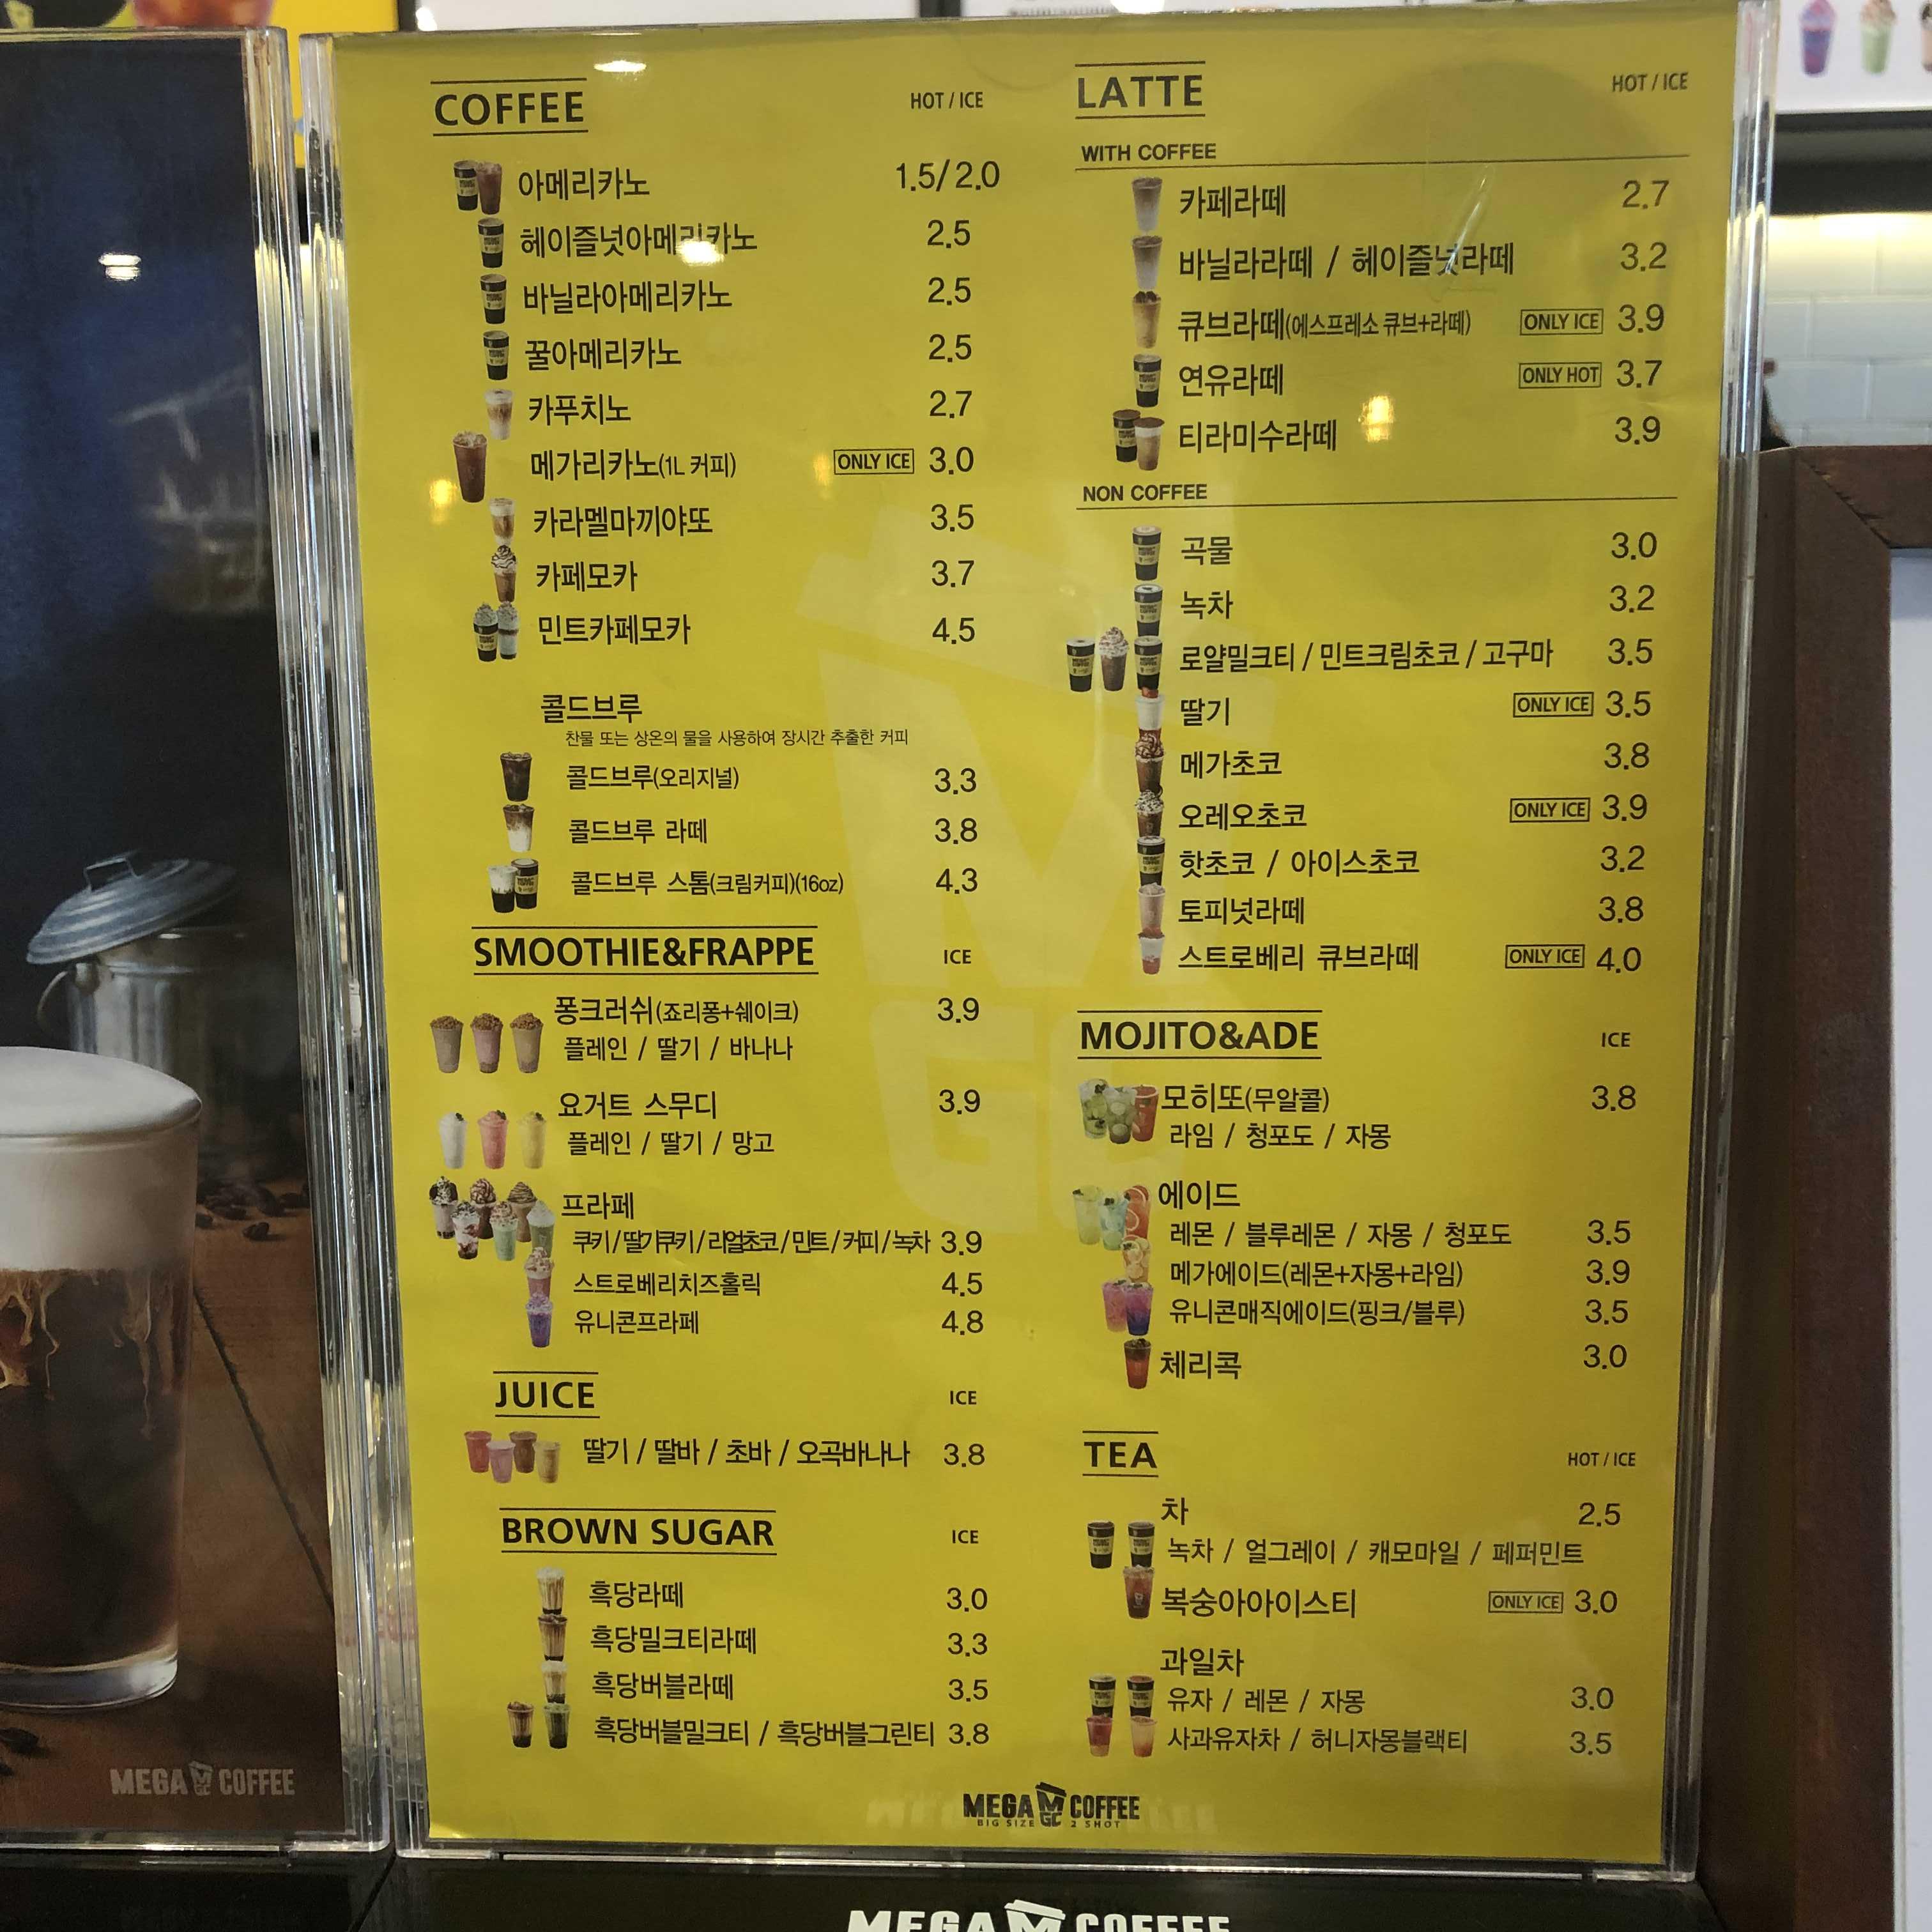 COFFEE HOT / ICE
아메리카노 1.5/2.0
헤이즐넛아메리카노 2.5
바닐라아메리카노 2.5
꿀아메리카노 2.5
카푸치노 2.7
메가리카노(1L 커피) ONLY ICE 3.0
카라멜마끼야또 3.5
카페모카 3.7
민트카페모카 4.5
콜드브루
찬물 또는 상온의 물을 사용하여 장시간 추출한 커피
콜드브루(오리지널) 3.3
콜드브루 라떼 3.8
콜드브루 스톰(크림커피)(16oz) 4.3
SMOOTHIE&FRAPPE ICE
퐁크러쉬(죠리퐁+쉐이크) 3.9
플레인 / 딸기 / 바나나
요거트 스무디 3.9
플레인 / 딸기 / 망고
프라페
쿠키/딸기쿠키/리얼초코/민트/커피/녹차 3.9
스트로베리치즈홀릭 4.5
유니콘프라페 4.8
JUICE ICE
딸기 / 딸바 / 초바 / 오곡바나나 3.8
BROWN SUGAR ICE
흑당라떼 3.0
흑당밀크티라떼 3.3
흑당버블라떼 3.5
흑당버블밀크티 / 흑당버블그린티 3.8
LATTE HOT / ICE
WITH COFFEE
카페라떼 2.7
바닐라라떼 / 헤이즐넛라떼 3.2
큐브라떼(에스프레소 큐브+라떼) ONLY ICE 3.9
연유라떼 ONLY HOT 3.7
티라미수라떼 3.9
NON COFFEE
곡물 3.0
녹차 3.2
로얄밀크티 / 민트크림초코 / 고구마 3.5
딸기 ONLY ICE 3.5
메가초코 3.8
오레오초코 ONLY ICE 3.9
핫초코 / 아이스초코 3.2
토피넛라떼 3.8
스트로베리 큐브라떼 ONLY ICE 4.0
MOJITO&ADE ICE
모히또(무알콜) 3.8
라임 / 청포도 / 자몽
에이드
레몬 / 블루레몬 / 자몽 / 청포도 3.5
메가에이드(레몬+자몽+라임) 3.9
유니콘매직에이드(핑크/블루) 3.5
체리콕 3.0
TEA HOT / ICE
차 2.5
녹차 / 얼그레이 / 캐모마일 / 페퍼민트
복숭아아이스티 ONLY ICE 3.0
과일차
유자 / 레몬 / 자몽 3.0
사과유자차 / 허니자몽블랙티 3.5
MEGA MGC COFFEE
BIG SIZE 2 SHOT
MEGA MGC COFFEE
MEGA M COFFEE